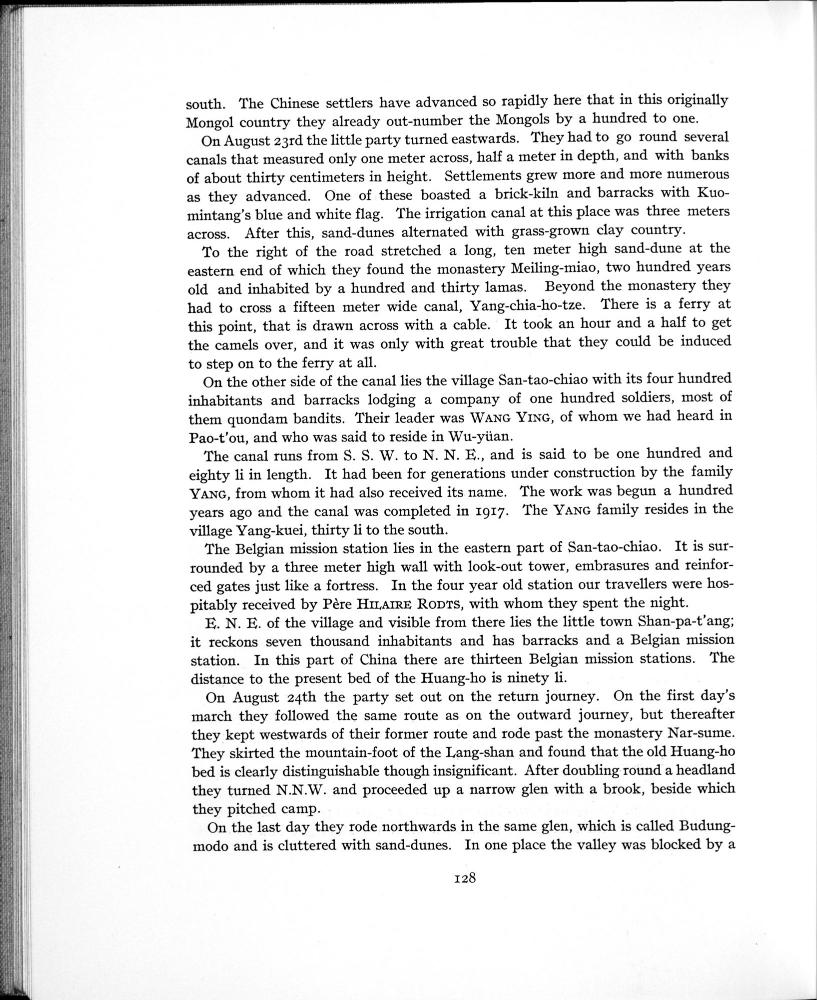 south. The Chinese settlers have advanced so rapidly here that in this originally
Mongol country they already out-number the Mongols by a hundred to one.
On August 23rd the little party turned eastwards. They had to go round several
canals that measured only one meter across, half a meter in depth, and with banks
of about thirty centimeters in height. Settlements grew more and more numerous
as they advanced. One of these boasted a brick-kiln and barracks with Kuo-
mintang's blue and white flag. The irrigation canal at this place was three meters
across. After this, sand-dunes alternated with grass-grown clay country.
To the right of the road stretched a long, ten meter high sand-dune at the
eastern end of which they found the monastery Meiling-miao, two hundred years
old and inhabited by a hundred and thirty lamas. Beyond the monastery they
had to cross a fifteen meter wide canal, Yang-chia-ho-tze. There is a ferry at
this point, that is drawn across with a cable. It took an hour and a half to get
the camels over, and it was only with great trouble that they could be induced
to step on to the ferry at all.
On the other side of the canal lies the village San-tao-chiao with its four hundred
inhabitants and barracks lodging a company of one hundred soldiers, most of
them quondam bandits. Their leader was WANG YING, of whom we had heard in
Pao-t'ou, and who was said to reside in Wu-yüan.
The canal runs from S. S. W. to N. N. E., and is said to be one hundred and
eighty li in length. It had been for generations under construction by the family
YANG, from whom it had also received its name. The work was begun a hundred
years ago and the canal was completed in 1917. The YANG family resides in the
village Yang-kuei, thirty li to the south.
The Belgian mission station lies in the eastern part of San-tao-chiao. It is sur-
rounded by a three meter high wall with look-out tower, embrasures and reinfor-
ced gates just like a fortress. In the four year old station our travellers were hos-
pitably received by Père HILAIRE RODTS, with whom they spent the night.
E. N. E. of the village and visible from there lies the little town Shan-pa-t'ang;
it reckons seven thousand inhabitants and has barracks and a Belgian mission
station. In this part of China there are thirteen Belgian mission stations. The
distance to the present bed of the Huang-ho is ninety li.
On August 24th the party set out on the return journey. On the first day's
march they followed the same route as on the outward journey, but thereafter
they kept westwards of their former route and rode past the monastery Nar-sume.
They skirted the mountain-foot of the Lang-shan and found that the old Huang-ho
bed is clearly distinguishable though insignificant. After doubling round a headland
they turned N.N.W. and proceeded up a narrow glen with a brook, beside which
they pitched camp.
On the last day they rode northwards in the same glen, which is called Budung-
modo and is cluttered with sand-dunes. In one place the valley was blocked by a
128